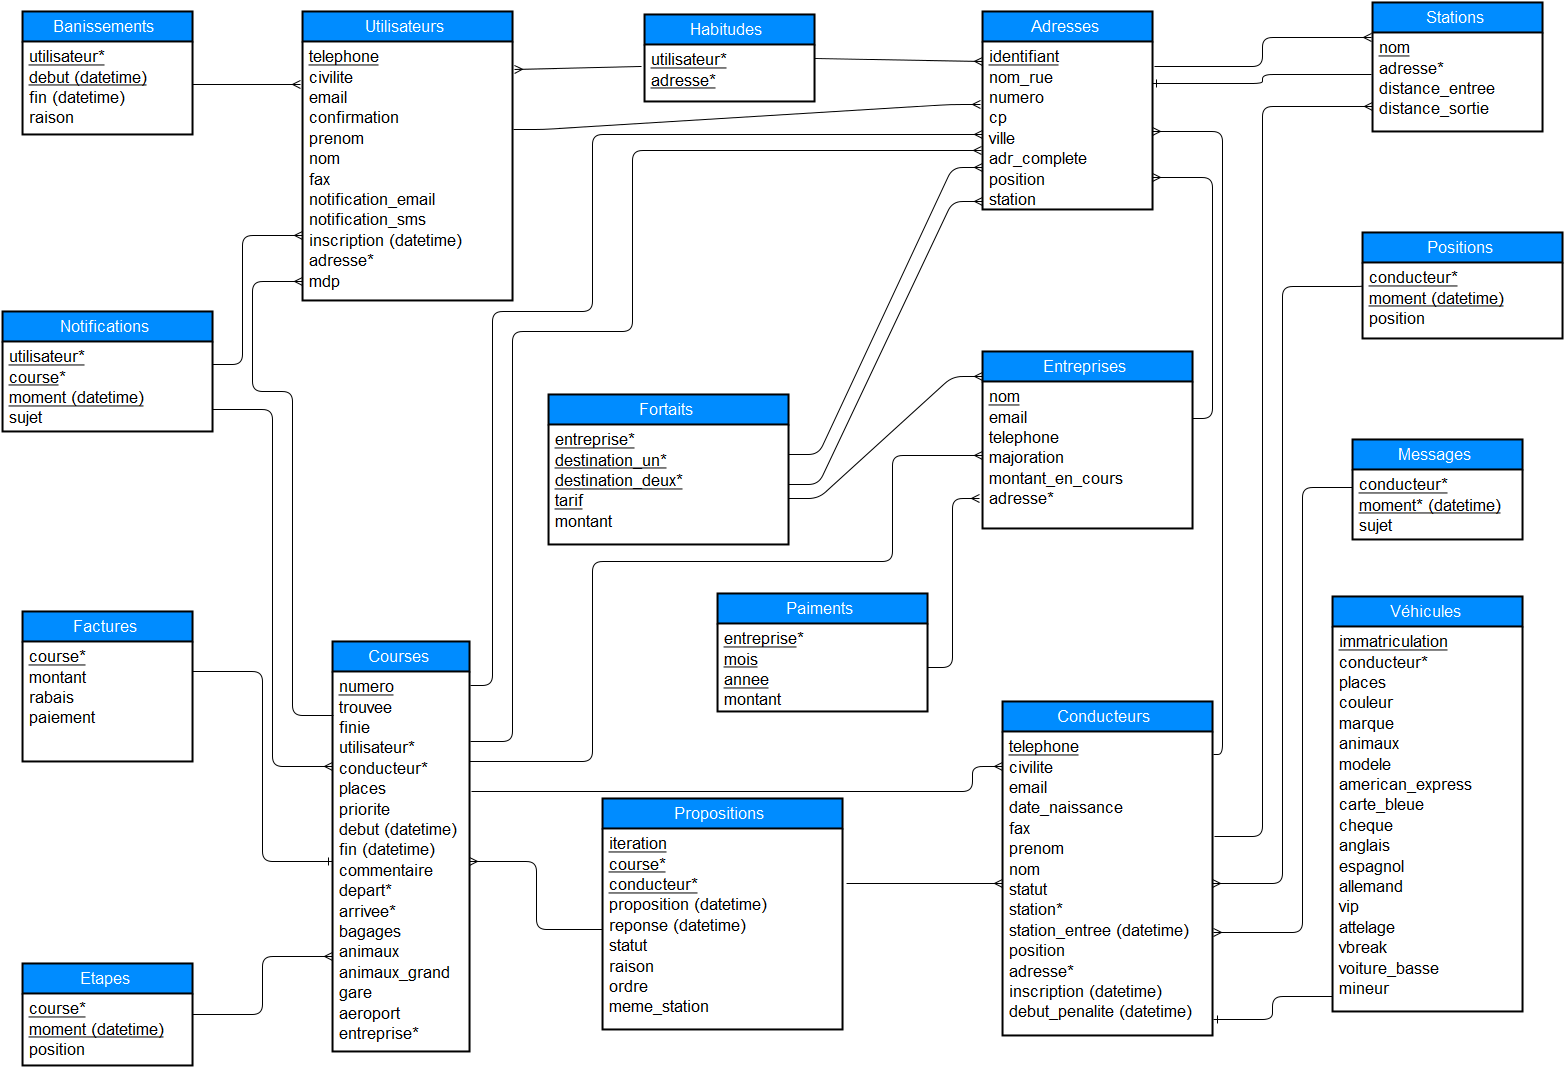 Banissements
utilisateur*
debut (datetime)
fin (datetime)
raison
Utilisateurs
telephone
civilite
email
confirmation
prenom
nom
fax
notification_email
notification_sms
inscription (datetime)
adresse*
mdp
Habitudes
utilisateur*
adresse*
Adresses
identifiant
nom_rue
numero
cp
ville
adr_complete
position
station
Stations
nom
adresse*
distance_entree
distance_sortie
Positions
conducteur*
moment (datetime)
position
Notifications
utilisateur*
course*
moment (datetime)
sujet
Fortaits
entreprise*
destination_un*
destination_deux*
tarif
montant
Entreprises
nom
email
telephone
majoration
montant_en_cours
adresse*
Messages
conducteur*
moment* (datetime)
sujet
Factures
course*
montant
rabais
paiement
Courses
numero
trouvee
finie
utilisateur*
conducteur*
places
priorite
debut (datetime)
fin (datetime)
commentaire
depart*
arrivee*
bagages
animaux
animaux_grand
gare
aeroport
entreprise*
Paiments
entreprise*
mois
annee
montant
Propositions
iteration
course*
conducteur*
proposition (datetime)
reponse (datetime)
statut
raison
ordre
meme_station
Conducteurs
telephone
civilite
email
date_naissance
fax
prenom
nom
statut
station*
station_entree (datetime)
position
adresse*
inscription (datetime)
debut_penalite (datetime)
Véhicules
immatriculation
conducteur*
places
couleur
marque
animaux
modele
american_express
carte_bleue
cheque
anglais
espagnol
allemand
vip
attelage
vbreak
voiture_basse
mineur
Etapes
course*
moment (datetime)
position